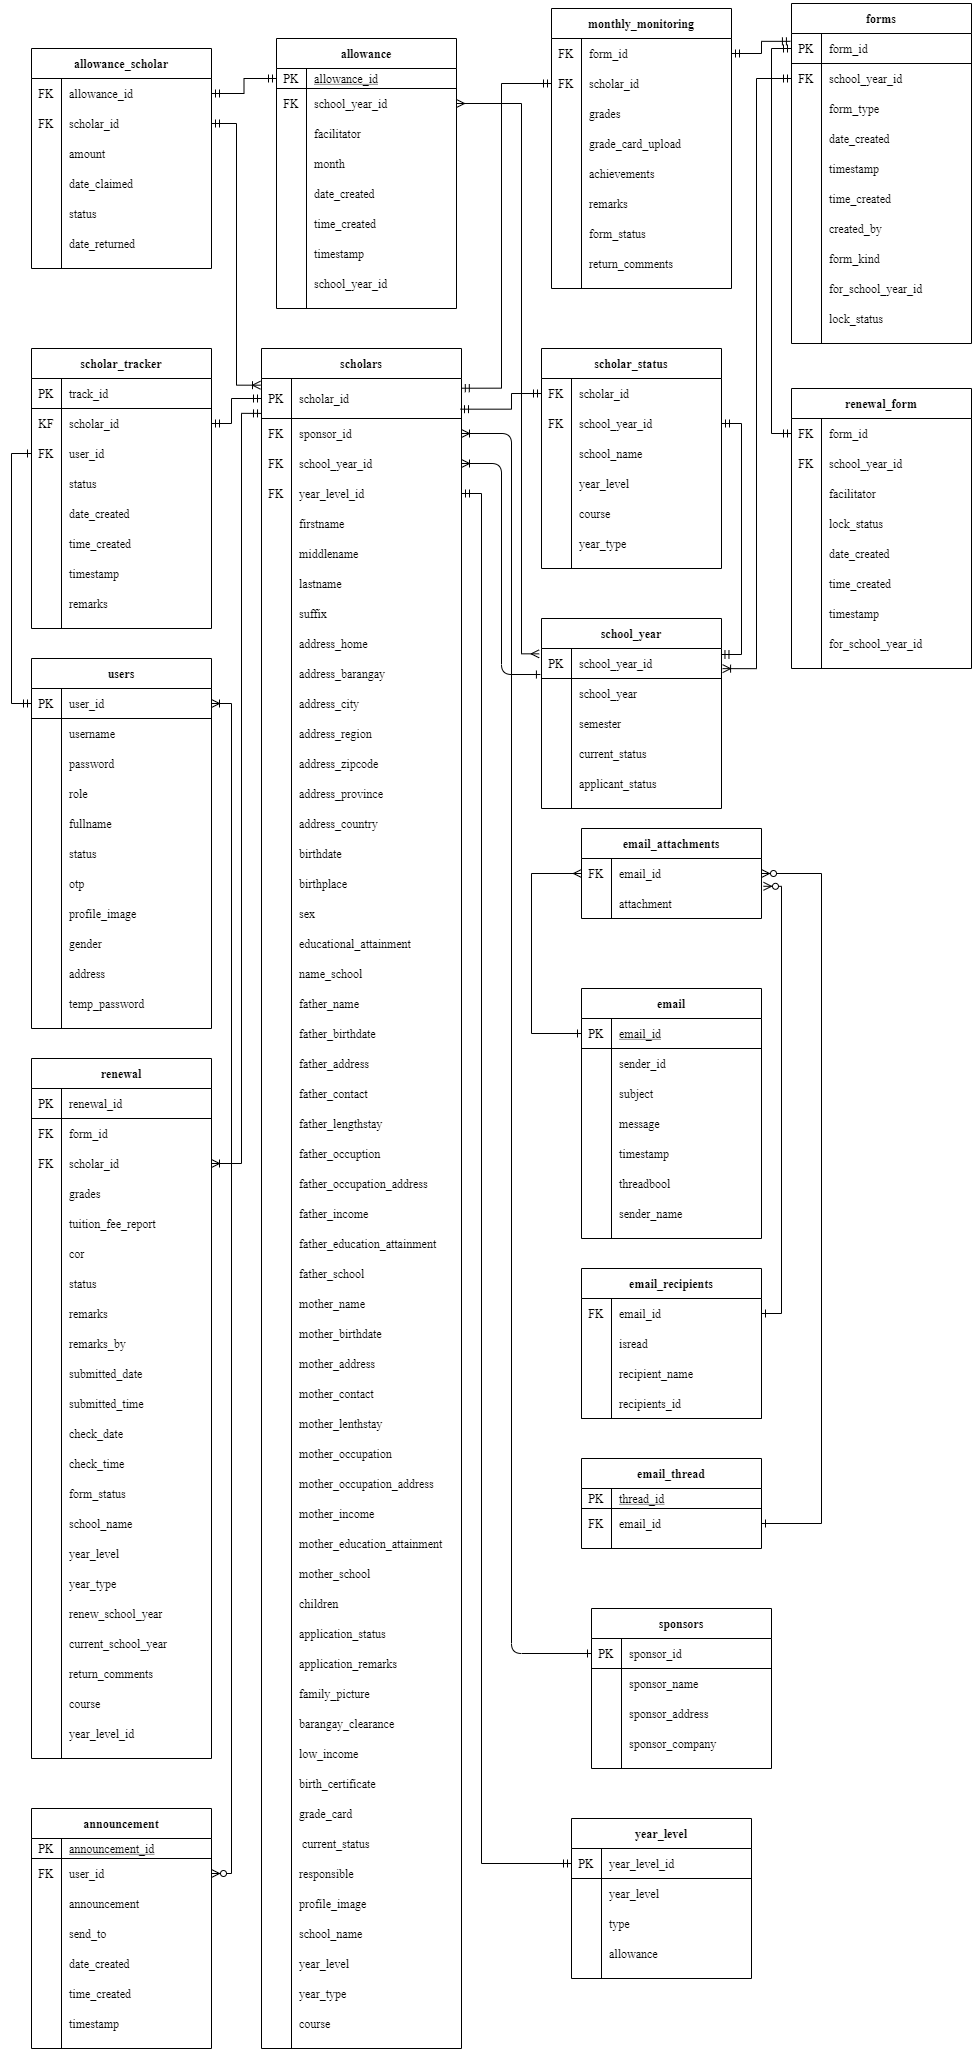 allowance_scholar
FK allowance_id
FK scholar_id
amount
date_claimed
status
date_returned
allowance
PK allowance_id
FK school_year_id
facilitator
month
date_created
time_created
timestamp
school_year_id
monthly_monitoring
FK form_id
FK scholar_id
grades
grade_card_upload
achievements
remarks
form_status
return_comments
forms
PK form_id
FK school_year_id
form_type
date_created
timestamp
time_created
created_by
form_kind
for_school_year_id
lock_status
scholar_tracker
PK track_id
KF scholar_id
FK user_id
status
date_created
time_created
timestamp
remarks
scholars
PK scholar_id
FK sponsor_id
FK school_year_id
FK year_level_id
firstname
middlename
lastname
suffix
address_home
address_barangay
address_city
address_region
address_zipcode
address_province
address_country
birthdate
birthplace
sex
educational_attainment
name_school
father_name
father_birthdate
father_address
father_contact
father_lengthstay
father_occuption
father_occupation_address
father_income
father_education_attainment
father_school
mother_name
mother_birthdate
mother_address
mother_contact
mother_lenthstay
mother_occupation
mother_occupation_address
mother_income
mother_education_attainment
mother_school
children
application_status
application_remarks
family_picture
barangay_clearance
low_income
birth_certificate
grade_card
current_status
responsible
profile_image
school_name
year_level
year_type
course
scholar_status
FK scholar_id
FK school_year_id
school_name
year_level
course
year_type
renewal_form
FK form_id
FK school_year_id
facilitator
lock_status
date_created
time_created
timestamp
for_school_year_id
school_year
PK school_year_id
school_year
semester
current_status
applicant_status
users
PK user_id
username
password
role
fullname
status
otp
profile_image
gender
address
temp_password
email_attachments
FK email_id
attachment
email
PK email_id
sender_id
subject
message
timestamp
threadbool
sender_name
renewal
PK renewal_id
FK form_id
FK scholar_id
grades
tuition_fee_report
cor
status
remarks
remarks_by
submitted_date
submitted_time
check_date
check_time
form_status
school_name
year_level
year_type
renew_school_year
current_school_year
return_comments
course
year_level_id
email_recipients
FK email_id
isread
recipient_name
recipients_id
email_thread
PK thread_id
FK email_id
sponsors
PK sponsor_id
sponsor_name
sponsor_address
sponsor_company
announcement
PK announcement_id
FK user_id
announcement
send_to
date_created
time_created
timestamp
year_level
PK year_level_id
year_level
type
allowance